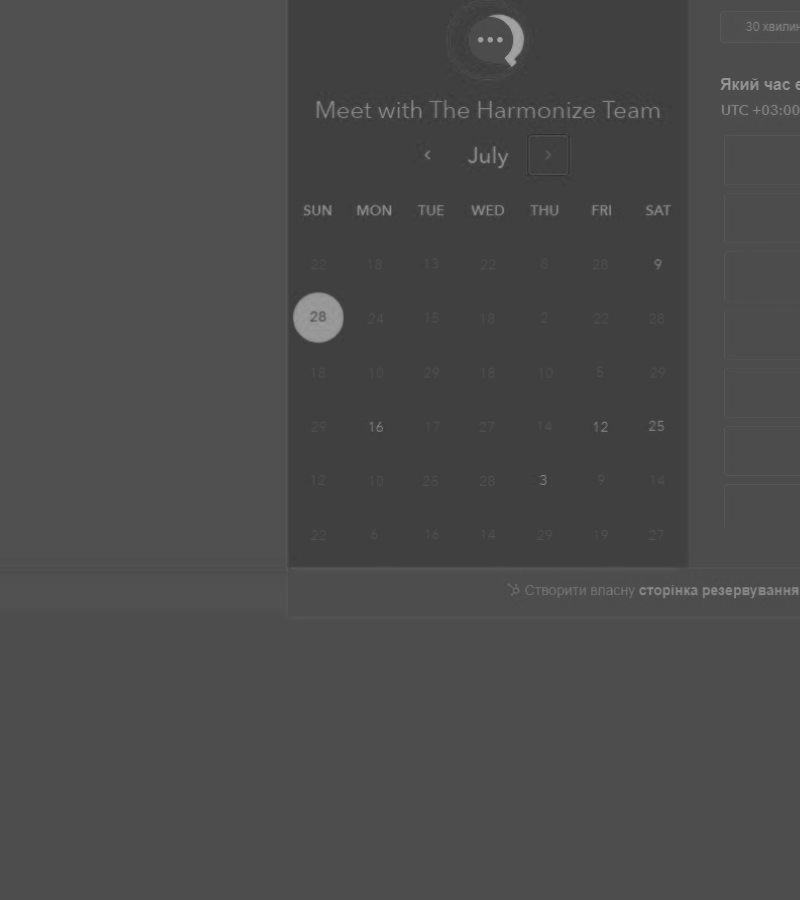 30 хвилин
Meet with The Harmonize Team
Який час
UTC +03:00
July
SUN MON TUE WED THU FRI SAT
22 18 13 22 6 28 9
28 24 15 18 2 22 28
18 10 29 18 10 5 29
29 16 17 27 14 12 25
12 10 25 28 3 9 14
22 6 16 14 29 19 27
Створити власну сторінка резервування